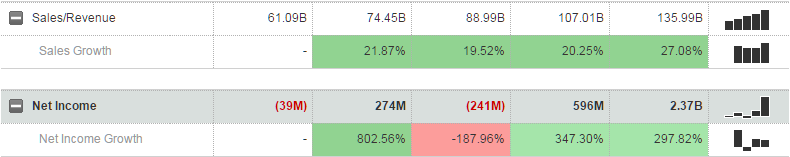 Sales/Revenue 61.09B 74.45B 88.99B 107.01B 135.99B
Sales Growth - 21.87% 19.52% 20.25% 27.08%
Net Income (39M) 274M (241M) 596M 2.37B
Net Income Growth - 802.56% -187.96% 347.30% 297.82%